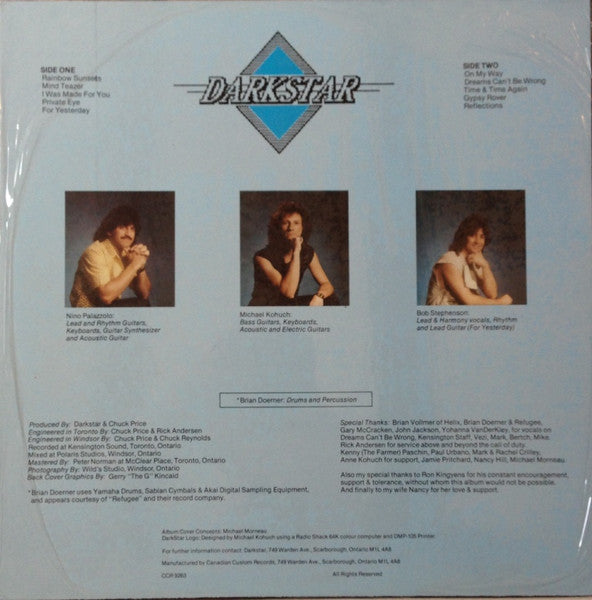 SIDE ONE
Rainbow Sunsets
Mind Teazer
I Was Made For You
Private Eye
For Yesterday
DARKSTAR
SIDE TWO
On My Way
Dreams Can't Be Wrong
Time & Time Again
Gypsy Rover
Reflections
Nino Palazzolo:
Lead and Rhythm Guitars,
Keyboards, Guitar Synthesizer
and Acoustic Guitar
Michael Kohuch:
Bass Guitars, Keyboards,
Acoustic and Electric Guitars
Bob Stephenson:
Lead & Harmony vocals, Rhythm
and Lead Guitar (For Yesterday)
*Brian Doerner: Drums and Percussion
Produced By: Darkstar & Chuck Price
Engineered in Toronto By: Chuck Price & Rick Andersen
Engineered in Windsor By: Chuck Price & Chuck Reynolds
Recorded at Kensington Sound, Toronto, Ontario
Mixed at Polaris Studios, Windsor, Ontario
Mastered By: Peter Norman at McClear Place, Toronto, Ontario
Photography By: Wild's Studio, Windsor, Ontario
Back Cover Graphics By: Gerry "The G" Kincaid
*Brian Doerner uses Yamaha Drums, Sabian Cymbals & Akai Digital Sampling Equipment,
and appears courtesy of "Refugee" and their record company.
Special Thanks: Brian Vollmer of Helix, Brian Doerner & Refugee,
Gary McCracken, John Jackson, Yohanna VanDerKley, for vocals on
Dreams Can't Be Wrong, Kensington Staff, Vezi, Mark, Bertch, Mike,
Rick Andersen for service above and beyond the call of duty.
Kenny (The Farmer) Paschin, Paul Urbano, Mark & Rachel Crilley,
Anne Kohuch for support, Jamie Pritchard, Nancy Hill, Michael Morneau.
Also my special thanks to Ron Kingyens for his constant encouragement,
support & tolerance, without whom this album would not be possible.
And finally to my wife Nancy for her love & support.
Album Cover Concepts: Michael Morneau
DarkStar Logo: Designed by Michael Kohuch using a Radio Shack 64K colour computer and DMP-105 Printer.
For further information contact: Darkstar, 749 Warden Ave., Scarborough, Ontario M1L 4A8
Manufactured by Canadian Custom Records, 749 Warden Ave., Scarborough, Ontario M1L 4A8
CCR 9263
All Rights Reserved